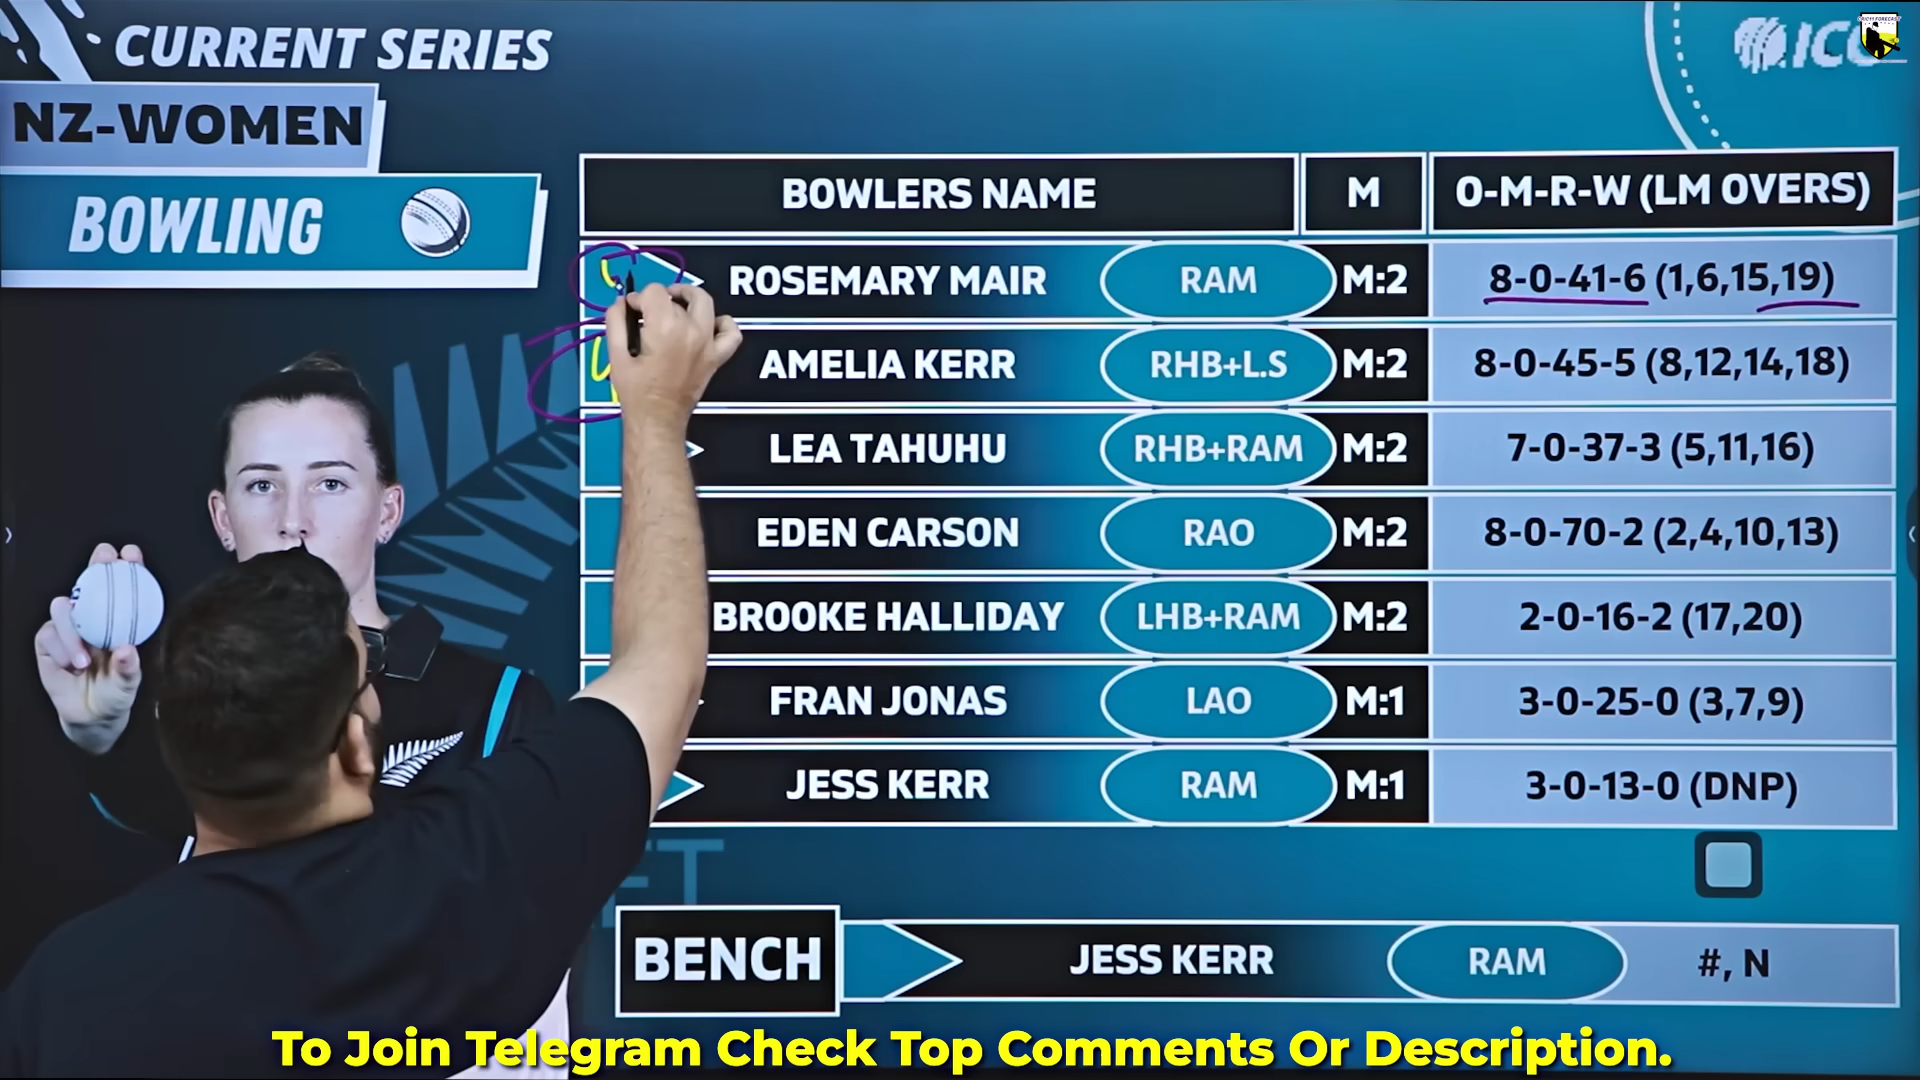 CURRENT SERIES
ICC
NZ-WOMEN
BOWLING
BOWLERS NAME M O-M-R-W (LM OVERS)
ROSEMARY MAIR RAM M:2 8-0-41-6 (1,6,15,19)
AMELIA KERR RHB+L.S M:2 8-0-45-5 (8,12,14,18)
LEA TAHUHU RHB+RAM M:2 7-0-37-3 (5,11,16)
EDEN CARSON RAO M:2 8-0-70-2 (2,4,10,13)
BROOKE HALLIDAY LHB+RAM M:2 2-0-16-2 (17,20)
FRAN JONAS LAO M:1 3-0-25-0 (3,7,9)
JESS KERR RAM M:1 3-0-13-0 (DNP)
BENCH JESS KERR RAM #, N
To Join Telegram Check Top Comments Or Description.